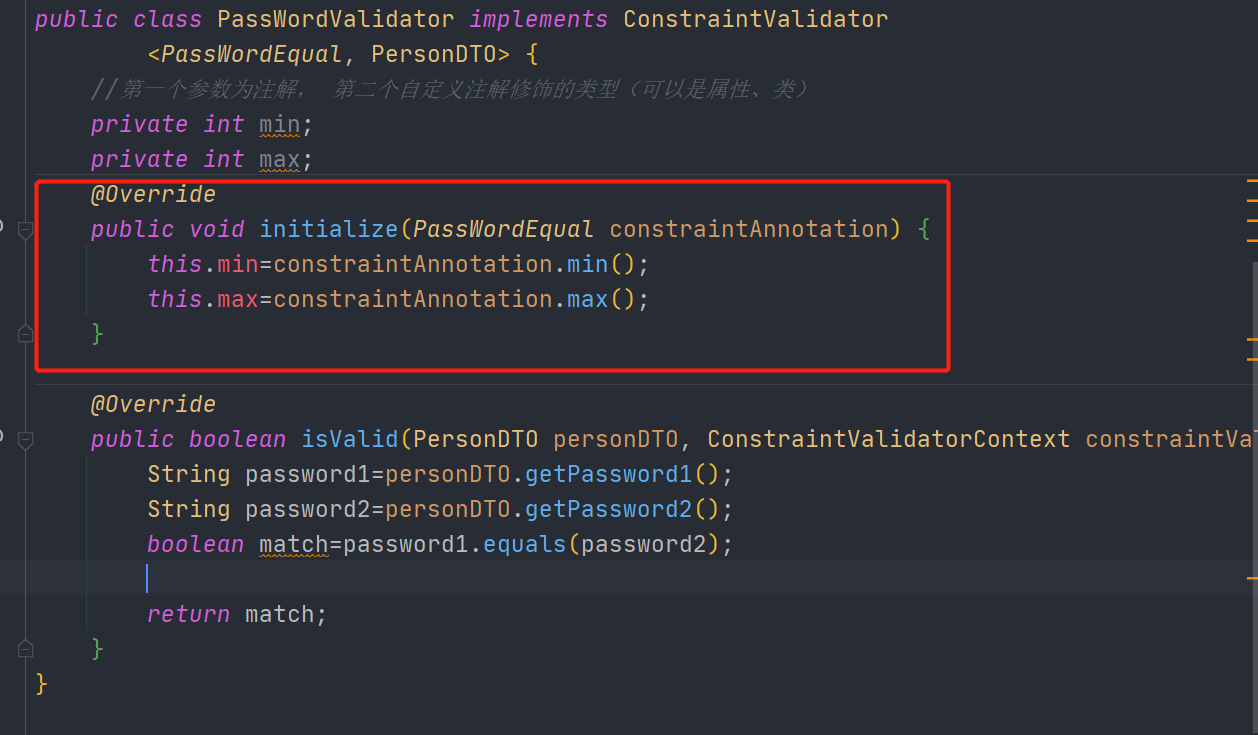 public class PassWordValidator implements ConstraintValidator
<PassWordEqual, PersonDTO> {
//第一个参数为注解， 第二个自定义注解修饰的类型（可以是属性、类）
private int min;
private int max;
@Override
public void initialize(PassWordEqual constraintAnnotation) {
this.min=constraintAnnotation.min();
this.max=constraintAnnotation.max();
}
@Override
public boolean isValid(PersonDTO personDTO, ConstraintValidatorContext constraintVa
String password1=personDTO.getPassword1();
String password2=personDTO.getPassword2();
boolean match=password1.equals(password2);
return match;
}
}